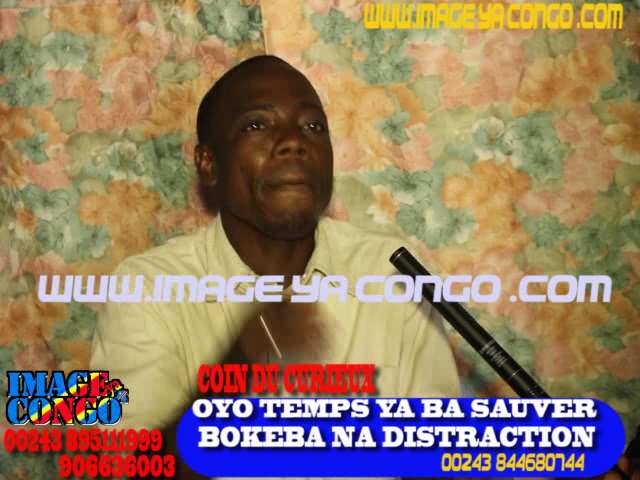 WWW.IMAGE YA CONGO .COM
WWW.IMAGE YA CONGO .COM
COIN DU CURIEUX
OYO TEMPS YA BA SAUVER
BOKEBA NA DISTRACTION
00243 844680744
IMAGE
YA
CONGO
00243 895111999
906636003